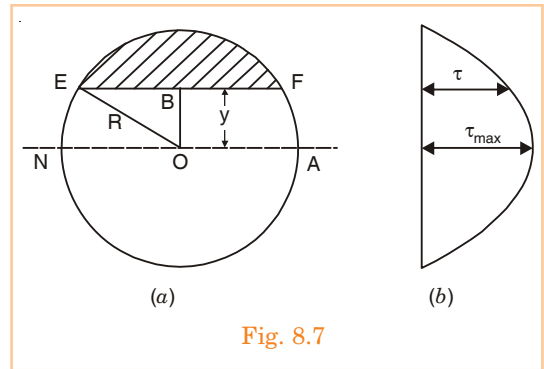 E B F
R y
N O A
τ
τmax
(a) (b)
Fig. 8.7